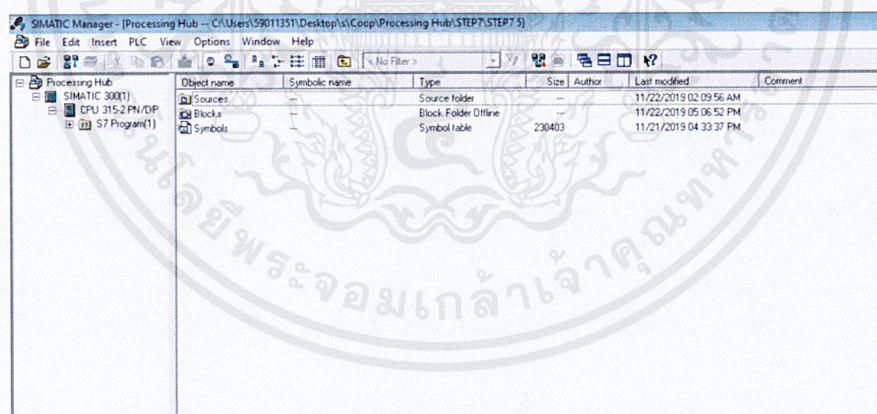 SIMATIC Manager - [Processing Hub -- C:\Users\59011351\Desktop\s\Coop\Processing Hub\STEP7\STEP7 5]
File Edit Insert PLC View Options Window Help
< No Filter >
Processing Hub
SIMATIC 300(1)
CPU 315-2 PN/DP
S7 Program(1)
Object name Symbolic name Type Size Author Last modified Comment
Sources --- Source folder --- 11/22/2019 02:09:56 AM
Blocks --- Block Folder Offline --- 11/22/2019 05:06:52 PM
Symbols --- Symbol table 230403 11/21/2019 04:33:37 PM